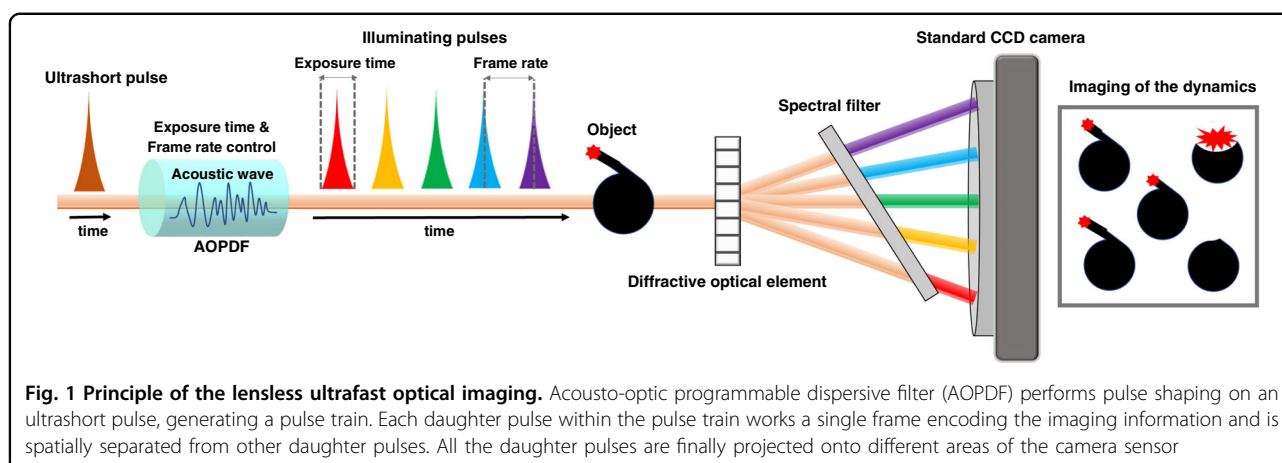 Illuminating pulses
Standard CCD camera
Ultrashort pulse
Exposure time
Frame rate
Exposure time &
Frame rate control
Acoustic wave
AOPDF
time
time
Object
Spectral filter
Diffractive optical element
Imaging of the dynamics
Fig. 1 Principle of the lensless ultrafast optical imaging. Acousto-optic programmable dispersive filter (AOPDF) performs pulse shaping on an
ultrashort pulse, generating a pulse train. Each daughter pulse within the pulse train works a single frame encoding the imaging information and is
spatially separated from other daughter pulses. All the daughter pulses are finally projected onto different areas of the camera sensor